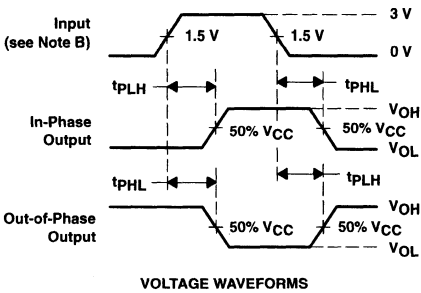 Input
(see Note B)
3 V
1.5 V
1.5 V
0 V
tPLH
tPHL
In-Phase
Output
VOH
50% VCC
50% VCC
VOL
tPHL
tPLH
Out-of-Phase
Output
VOH
50% VCC
50% VCC
VOL
VOLTAGE WAVEFORMS